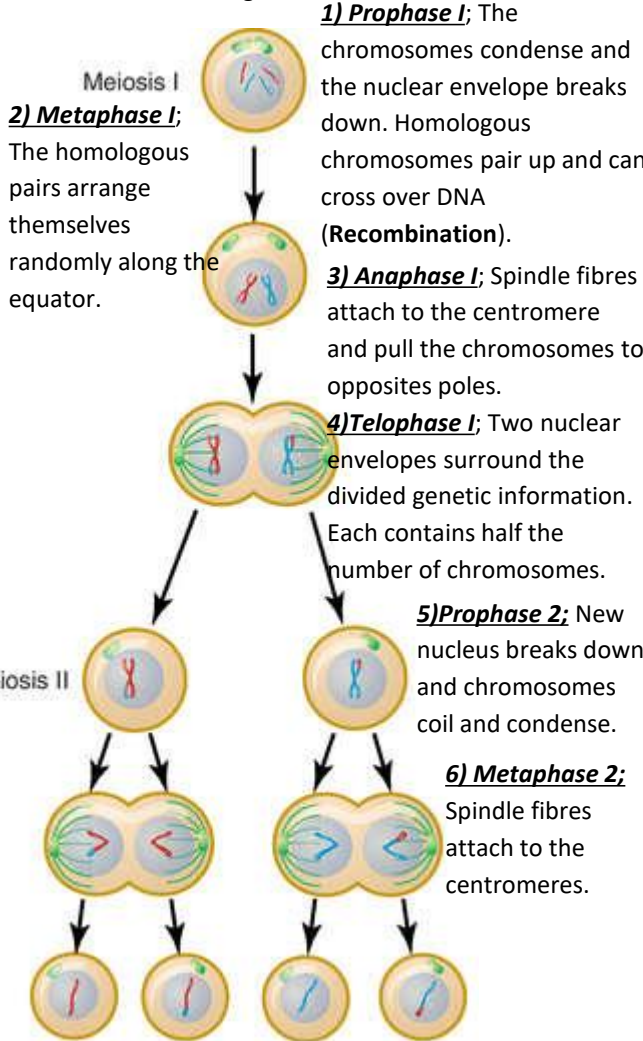 1) Prophase I; The
chromosomes condense and
the nuclear envelope breaks
down. Homologous
chromosomes pair up and can
cross over DNA
(Recombination).
Meiosis I
2) Metaphase I;
The homologous
pairs arrange
themselves
randomly along the
equator.
3) Anaphase I; Spindle fibres
attach to the centromere
and pull the chromosomes to
opposites poles.
4)Telophase I; Two nuclear
envelopes surround the
divided genetic information.
Each contains half the
number of chromosomes.
5)Prophase 2; New
nucleus breaks down
and chromosomes
coil and condense.
iosis II
6) Metaphase 2;
Spindle fibres
attach to the
centromeres.